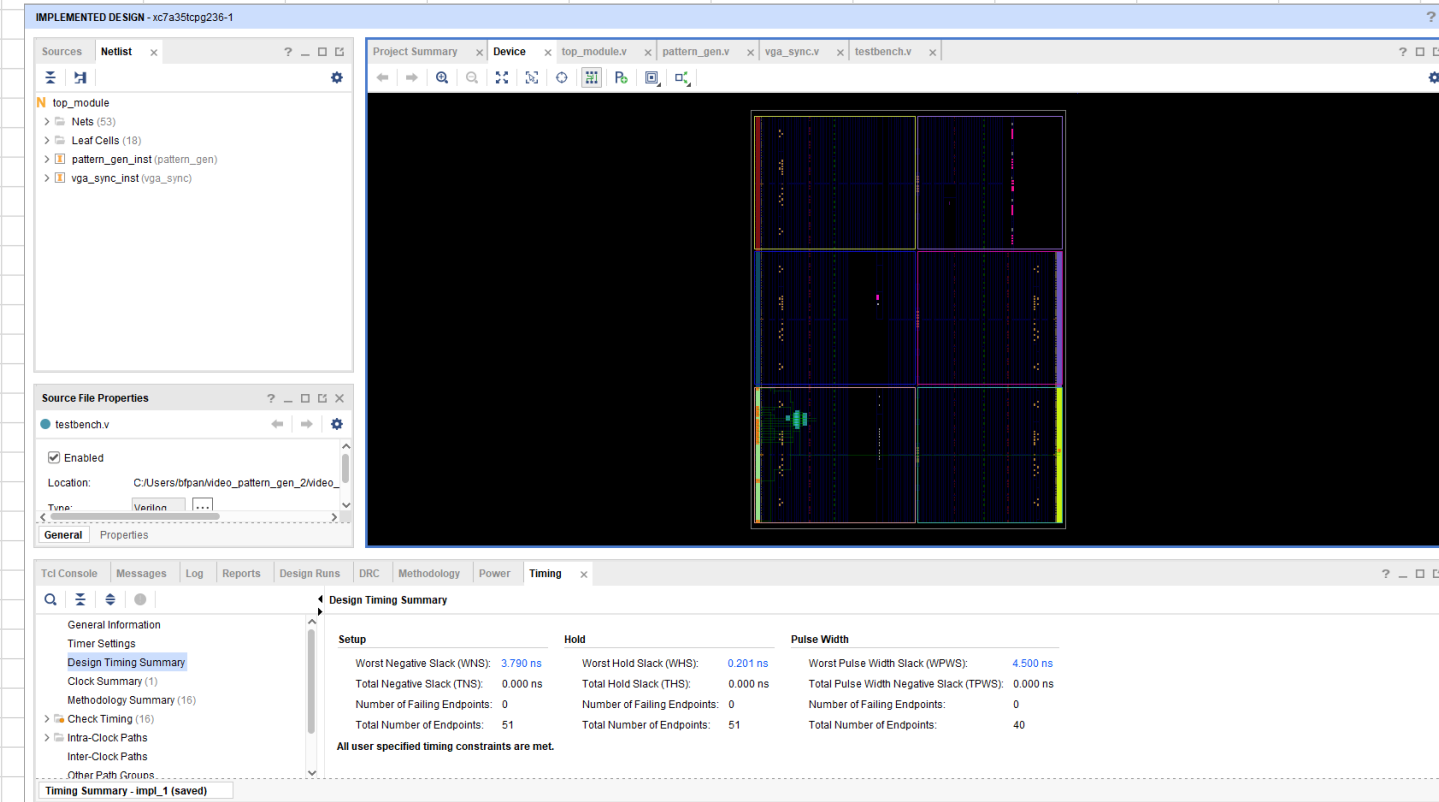 IMPLEMENTED DESIGN - xc7a35tcpg236-1
?
Sources Netlist
?
top_module
Nets (53)
Leaf Cells (18)
pattern_gen_inst (pattern_gen)
vga_sync_inst (vga_sync)
Project Summary Device top_module.v pattern_gen.v vga_sync.v testbench.v
?
Source File Properties
?
testbench.v
Enabled
Location: C:/Users/bfpan/video_pattern_gen_2/video_
Type: Verilog ...
General Properties
Tcl Console Messages Log Reports Design Runs DRC Methodology Power Timing
?
General Information
Timer Settings
Design Timing Summary
Clock Summary (1)
Methodology Summary (16)
Check Timing (16)
Intra-Clock Paths
Inter-Clock Paths
Other Path Groups
Timing Summary - impl_1 (saved)
Design Timing Summary
Setup Hold Pulse Width
Worst Negative Slack (WNS): 3.790 ns Worst Hold Slack (WHS): 0.201 ns Worst Pulse Width Slack (WPWS): 4.500 ns
Total Negative Slack (TNS): 0.000 ns Total Hold Slack (THS): 0.000 ns Total Pulse Width Negative Slack (TPWS): 0.000 ns
Number of Failing Endpoints: 0 Number of Failing Endpoints: 0 Number of Failing Endpoints: 0
Total Number of Endpoints: 51 Total Number of Endpoints: 51 Total Number of Endpoints: 40
All user specified timing constraints are met.